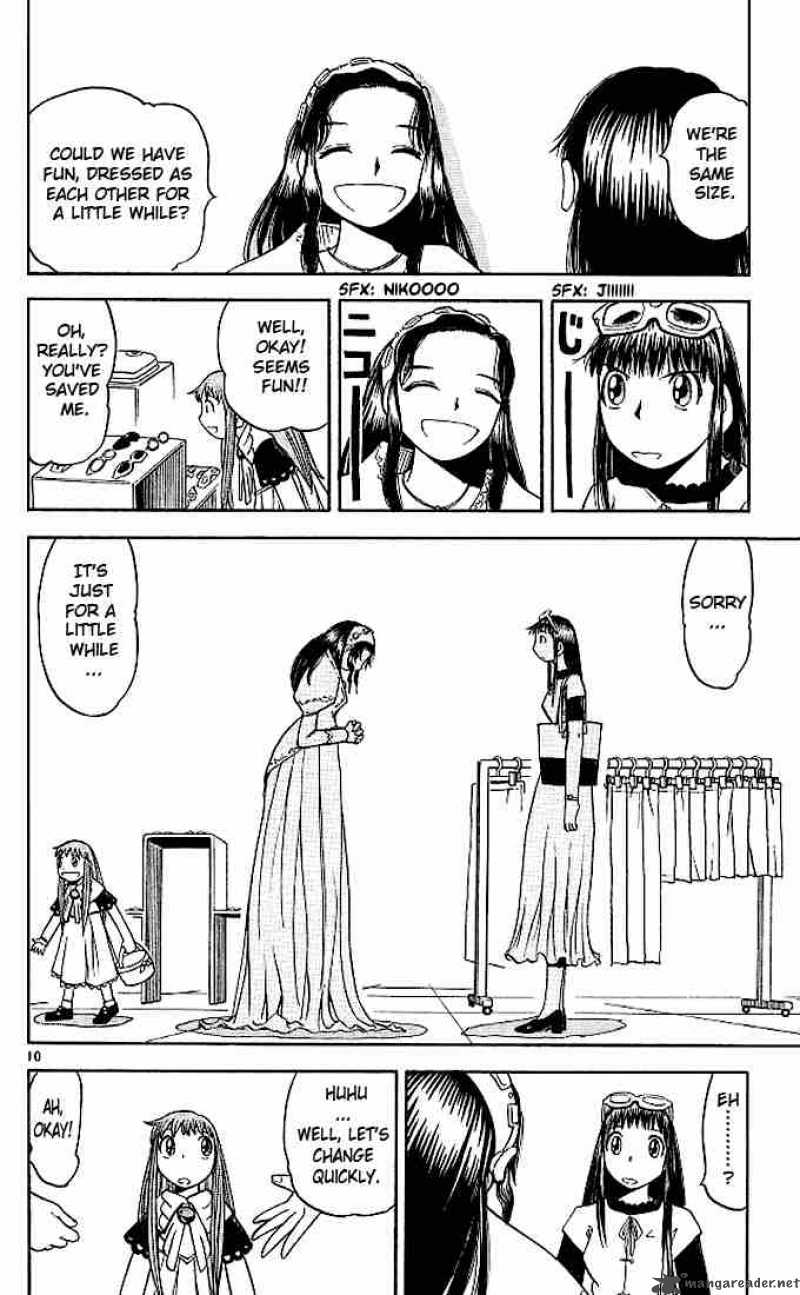 WE'RE
THE
SAME
SIZE.
COULD WE HAVE
FUN, DRESSED AS
EACH OTHER FOR
A LITTLE WHILE?
SFX: JIIIIIII
じー
SFX: NIKOOOO
ニコー
WELL,
OKAY!
SEEMS
FUN!!
OH,
REALLY?
YOU'VE
SAVED
ME.
SORRY
...
IT'S
JUST
FOR A
LITTLE
WHILE
...
10
EH
.........
?
HUHU
...
WELL, LET'S
CHANGE
QUICKLY.
AH,
OKAY!
mangareader.net